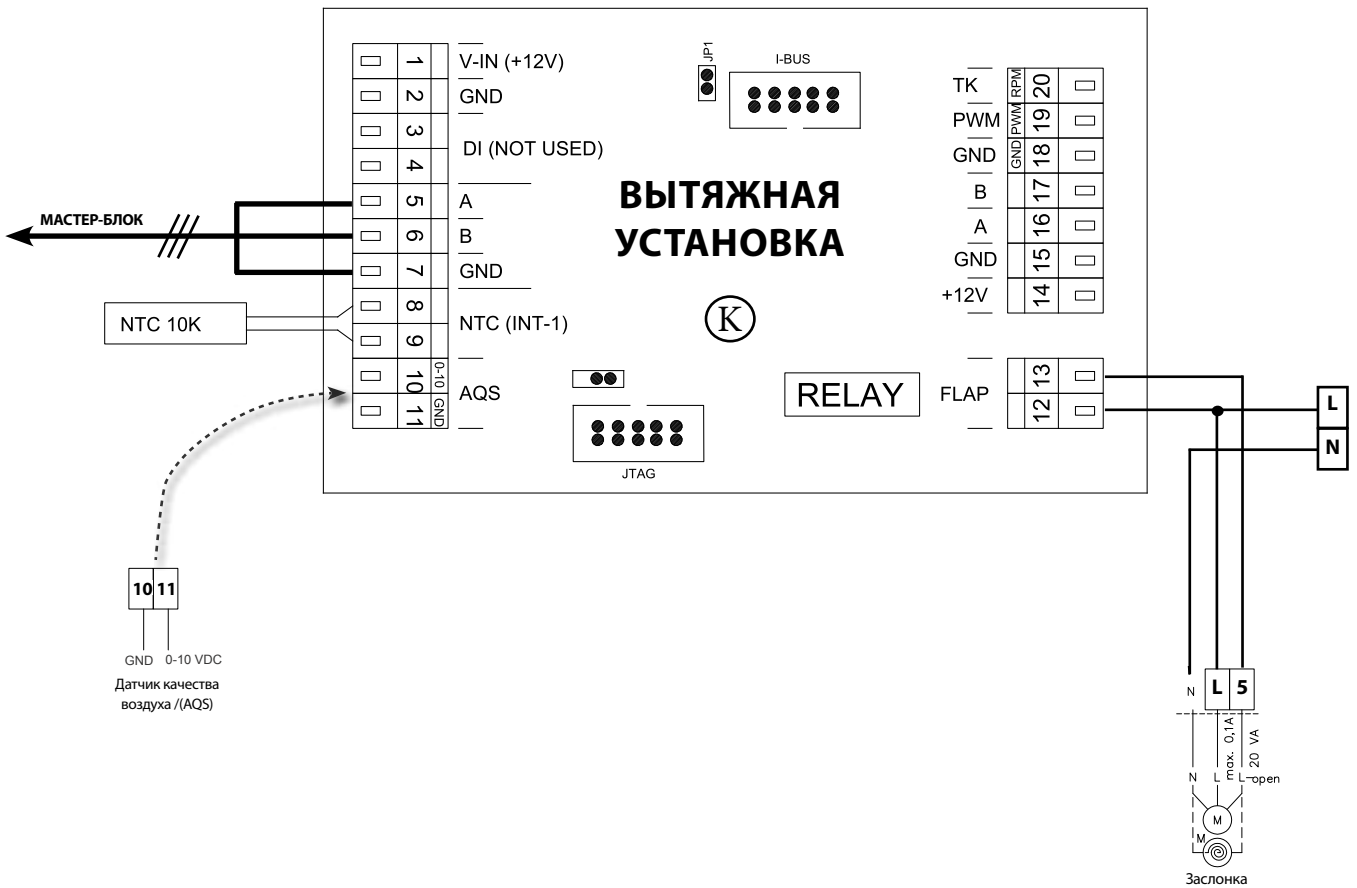 JP1
I-BUS
1 V-IN (+12V)
2 GND
3
4
DI (NOT USED)
5 A
6 B
7 GND
8
9
NTC (INT-1)
10 0-10
11 GND
AQS
МАСТЕР-БЛОК
NTC 10K
ВЫТЯЖНАЯ
УСТАНОВКА
K
TK RPM 20
PWM PWM 19
GND GND 18
B 17
A 16
GND 15
+12V 14
RELAY
FLAP
13
12
JTAG
L
N
10 11
GND 0-10 VDC
Датчик качества
воздуха /(AQS)
N L 5
max. 0,1A
20 VA
N L L-open
M
M
Заслонка